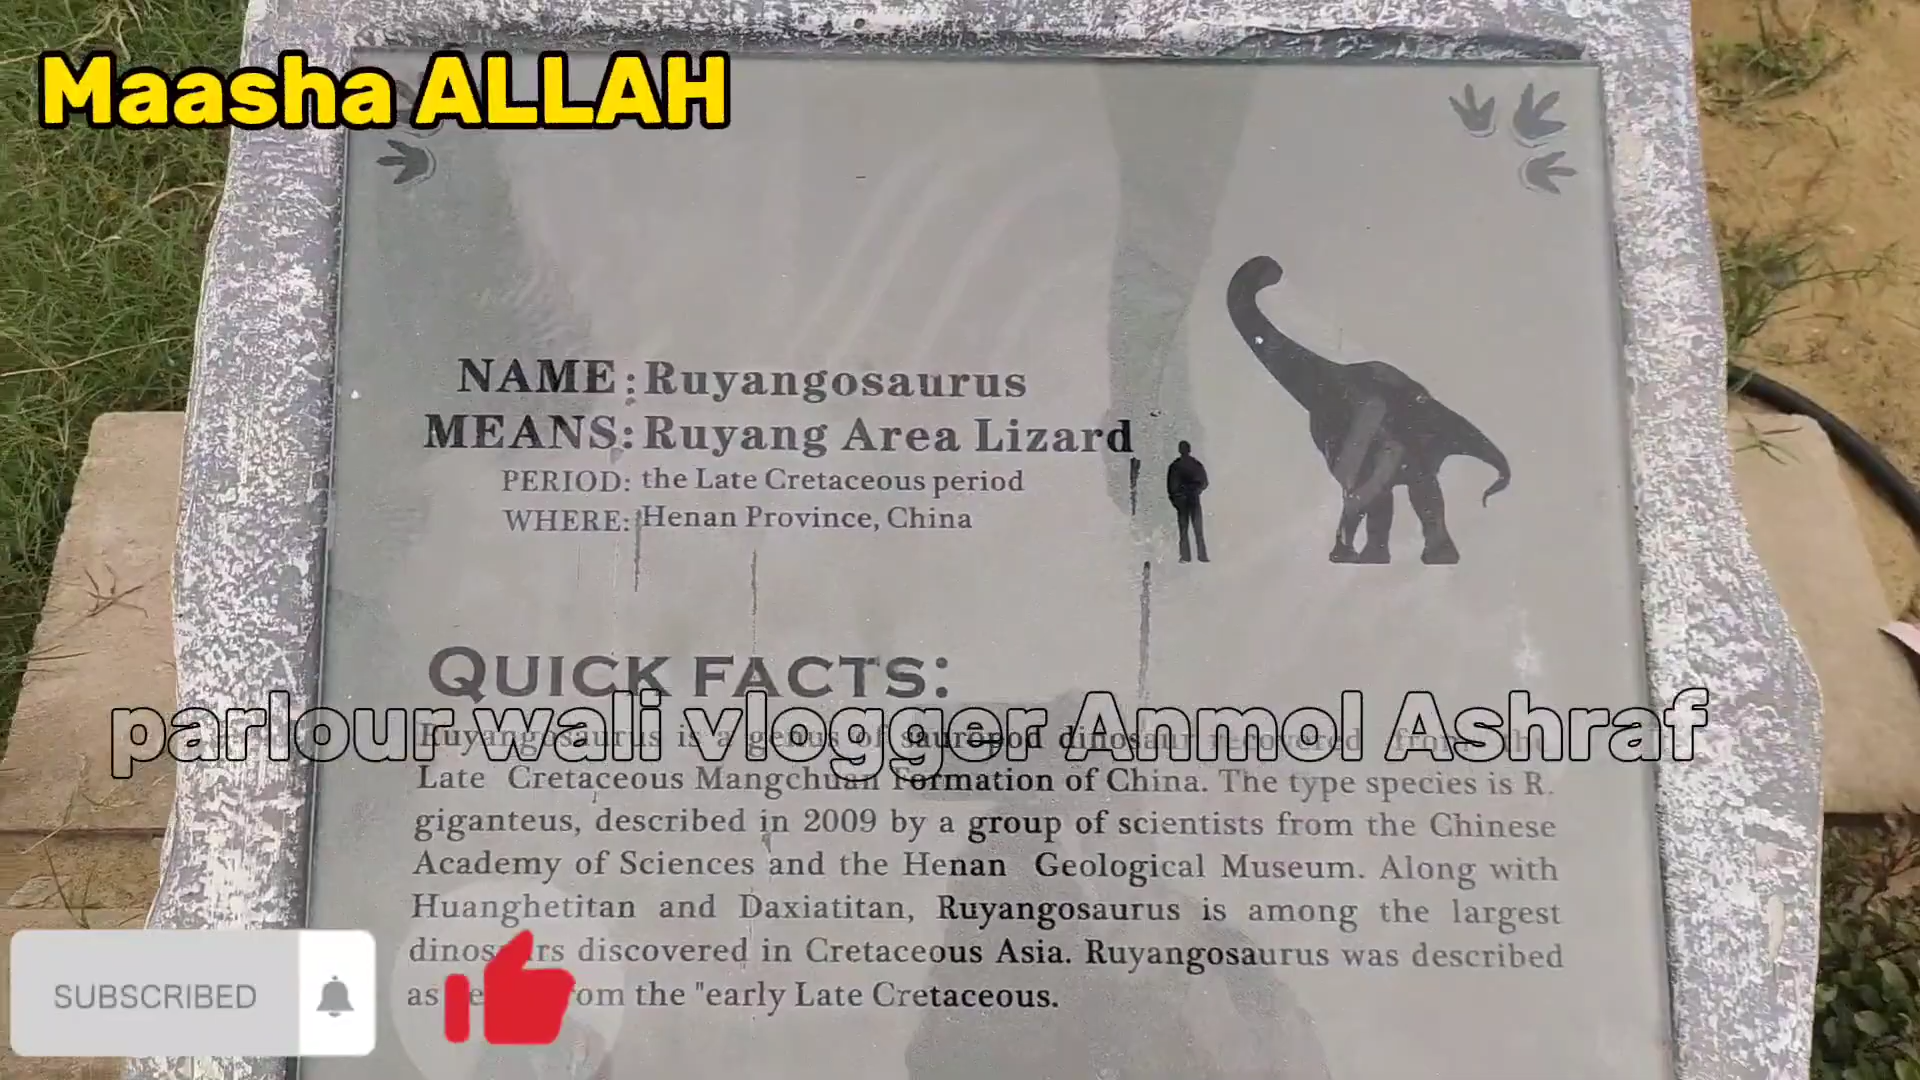 Maasha ALLAH
NAME: Ruyangosaurus
MEANS: Ruyang Area Lizard
PERIOD: the Late Cretaceous period
WHERE: Henan Province, China
QUICK FACTS:
parlour wali vlogger Anmol Ashraf
Ruyangosaurus is a genus of sauropod dinosaur recovered from the
Late Cretaceous Mangchuan Formation of China. The type species is R.
giganteus, described in 2009 by a group of scientists from the Chinese
Academy of Sciences and the Henan Geological Museum. Along with
Huanghetitan and Daxiatitan, Ruyangosaurus is among the largest
dinosaurs discovered in Cretaceous Asia. Ruyangosaurus was described
as from the "early Late Cretaceous.
SUBSCRIBED